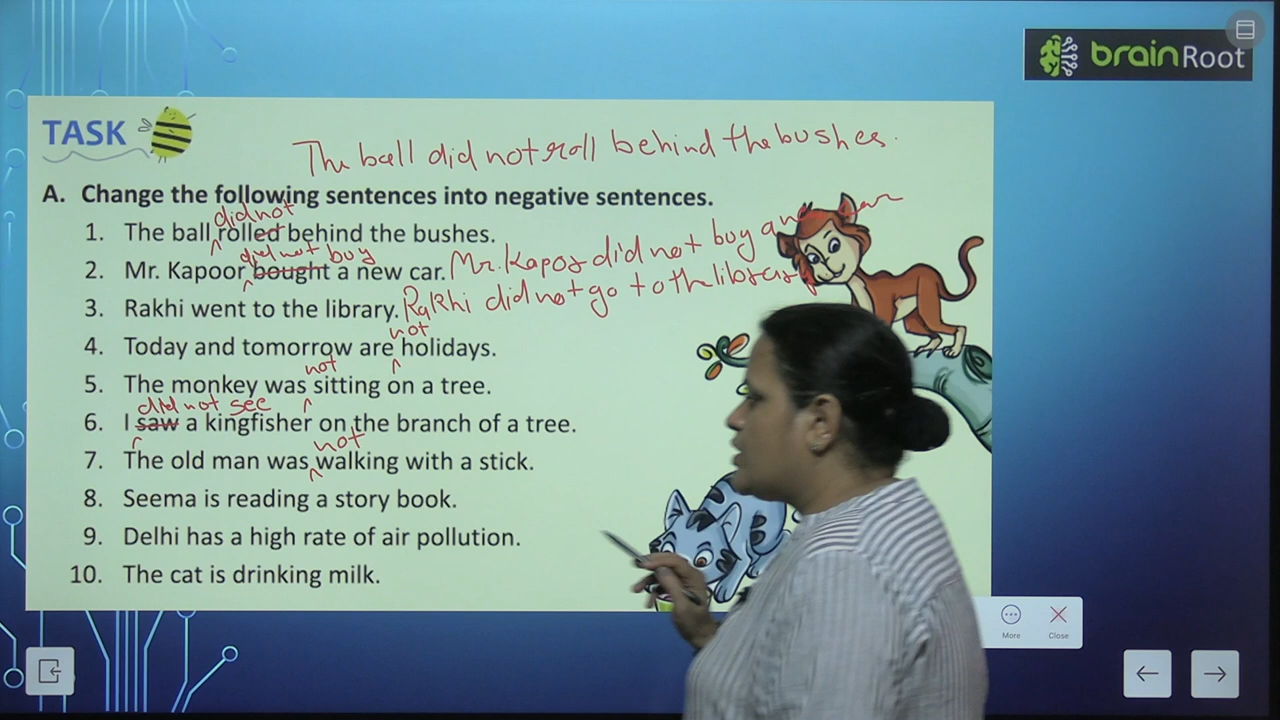 brainRoot
TASK
The ball did not roll behind the bushes.
A. Change the following sentences into negative sentences.
did not
1. The ball rolled behind the bushes.
did not buy
2. Mr. Kapoor bought a new car. Mr. Kapoor did not buy a new car
3. Rakhi went to the library. Rakhi did not go to the library
not
4. Today and tomorrow are holidays.
not
5. The monkey was sitting on a tree.
did not see
6. I saw a kingfisher on the branch of a tree.
not
7. The old man was walking with a stick.
8. Seema is reading a story book.
9. Delhi has a high rate of air pollution.
10. The cat is drinking milk.
More Close